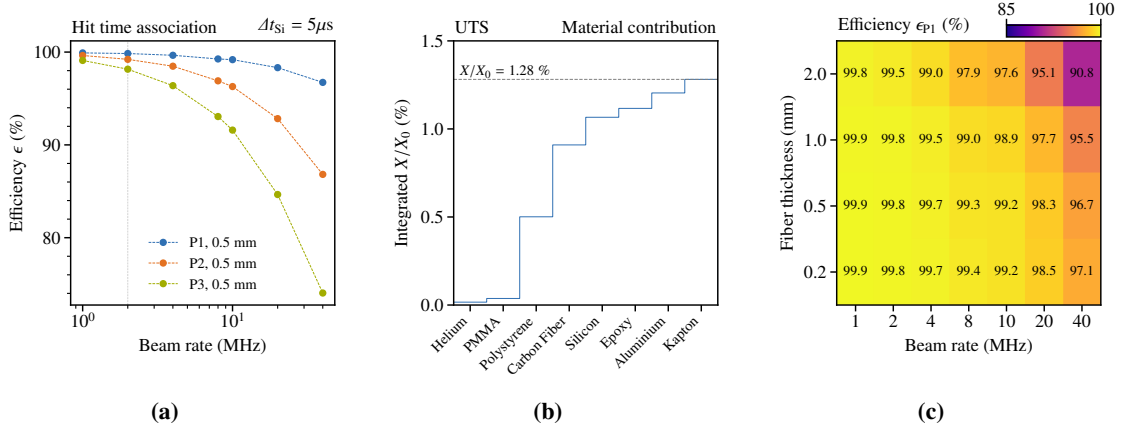 Hit time association Δt_Si = 5μs
Efficiency ϵ (%)
100
90
80
P1, 0.5 mm
P2, 0.5 mm
P3, 0.5 mm
10⁰ 10¹
Beam rate (MHz)
(a)
UTS Material contribution
Integrated X/X₀ (%)
1.5
X/X₀ = 1.28 %
1.0
0.5
0.0
Helium
PMMA
Polystyrene
Carbon Fiber
Silicon
Epoxy
Aluminium
Kapton
(b)
85 100
Efficiency ϵ_P1 (%)
Fiber thickness (mm)
2.0 99.8 99.5 99.0 97.9 97.6 95.1 90.8
1.0 99.9 99.8 99.5 99.0 98.9 97.7 95.5
0.5 99.9 99.8 99.7 99.3 99.2 98.3 96.7
0.2 99.9 99.8 99.7 99.4 99.2 98.5 97.1
1 2 4 8 10 20 40
Beam rate (MHz)
(c)